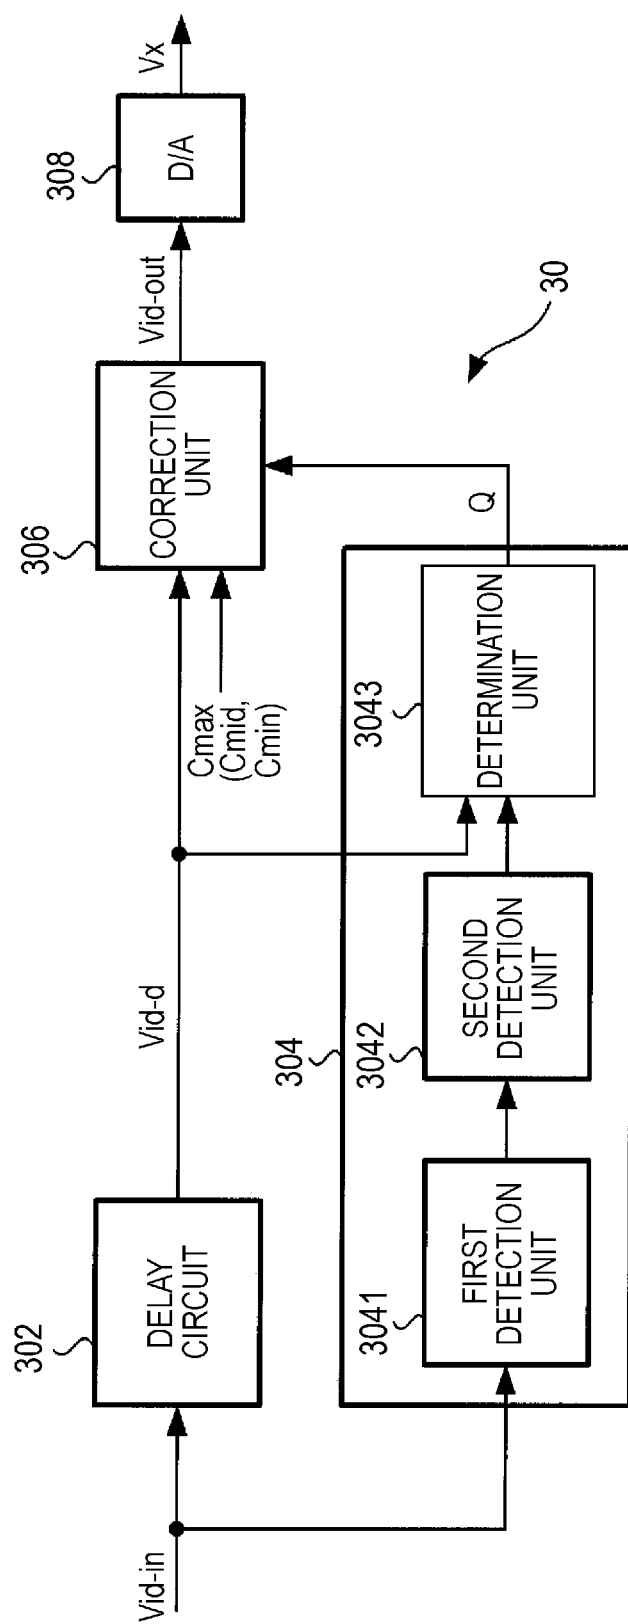 Vid-in
302
DELAY
CIRCUIT
Vid-d
Cmax
(Cmid,
Cmin)
306
CORRECTION
UNIT
Vid-out
308
D/A
Vx
304
3041
FIRST
DETECTION
UNIT
3042
SECOND
DETECTION
UNIT
3043
DETERMINATION
UNIT
Q
30